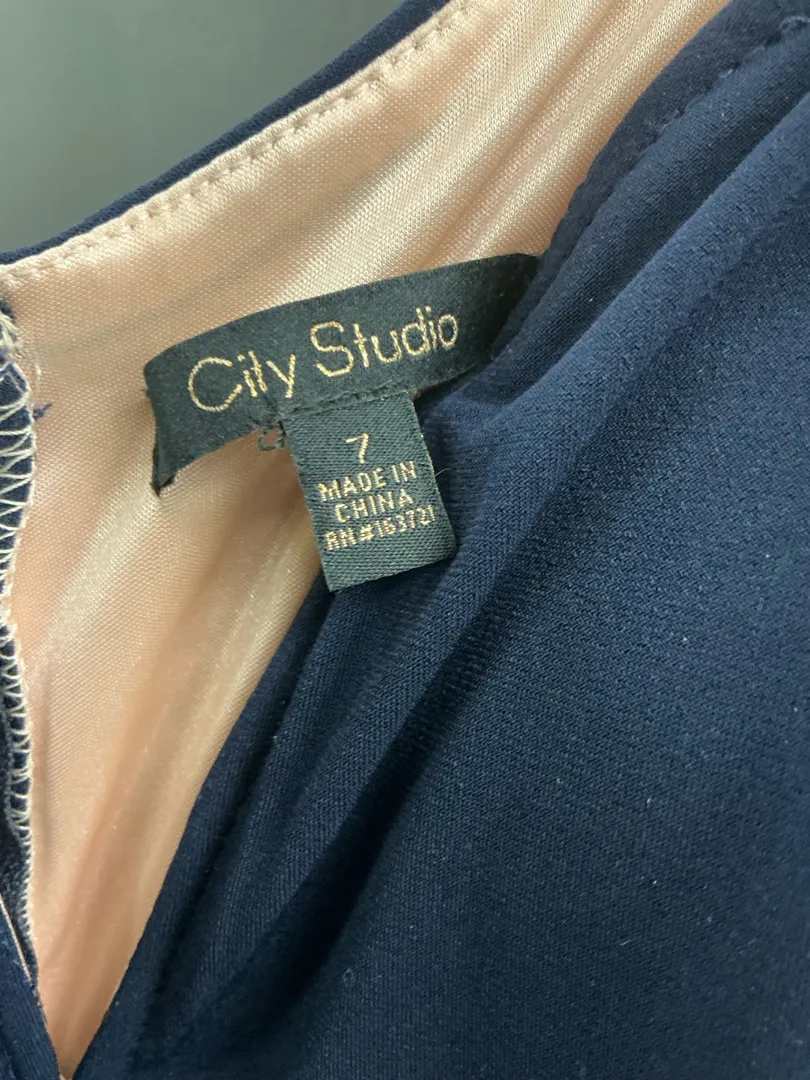 City Studio
7
MADE IN
CHINA
RN#163721